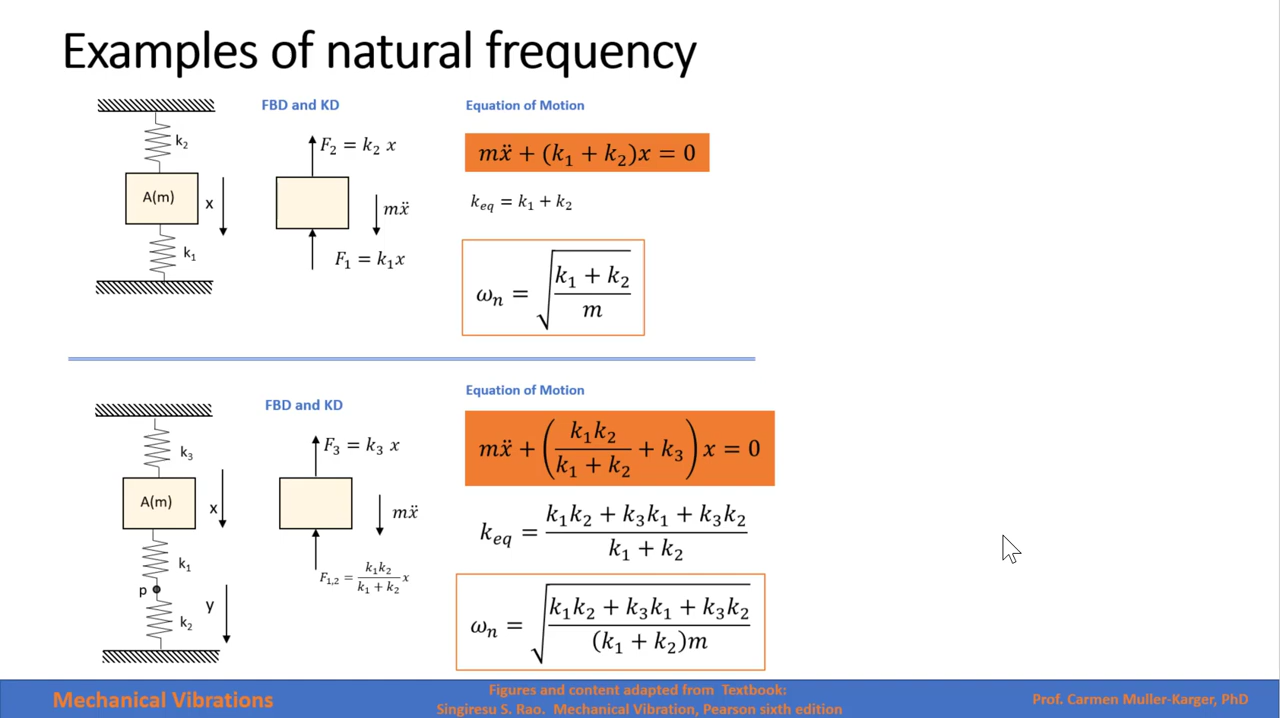 Examples of natural frequency
FBD and KD
Equation of Motion
k₂
A(m)
x
k₁
F₂ = k₂ x
mẍ
F₁ = k₁x
mẍ + (k₁ + k₂)x = 0
k_eq = k₁ + k₂
ω_n = √((k₁ + k₂)/m)
FBD and KD
Equation of Motion
k₃
A(m)
x
k₁
p
y
k₂
F₃ = k₃ x
mẍ
F₁,₂ = (k₁k₂)/(k₁ + k₂) x
mẍ + ((k₁k₂)/(k₁ + k₂) + k₃) x = 0
k_eq = (k₁k₂ + k₃k₁ + k₃k₂)/(k₁ + k₂)
ω_n = √((k₁k₂ + k₃k₁ + k₃k₂)/((k₁ + k₂)m))
Mechanical Vibrations
Figures and content adapted from Textbook:
Singiresu S. Rao. Mechanical Vibration, Pearson sixth edition
Prof. Carmen Muller-Karger, PhD